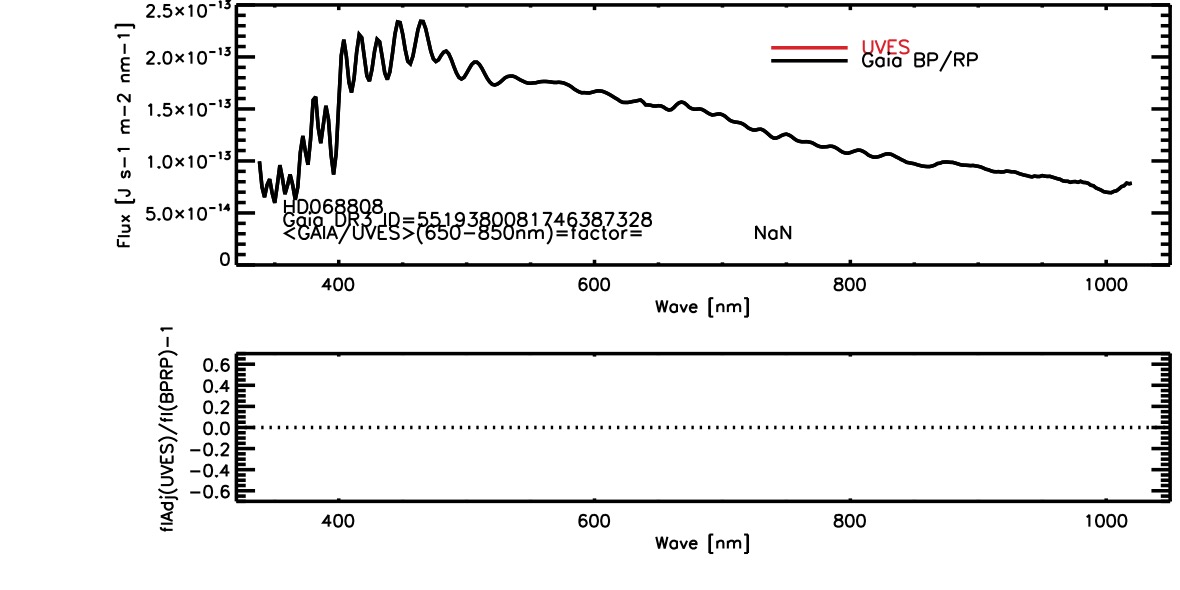 2.5×10−13
2.0×10−13
1.5×10−13
1.0×10−13
5.0×10−14
0
Flux [J s−1 m−2 nm−1]
UVES
Gaia BP/RP
HD068808
Gaia DR3 ID=5519380081746387328
<GAIA/UVES>(650−850nm)=factor= NaN
400 600 800 1000
Wave [nm]
0.6
0.4
0.2
0.0
−0.2
−0.4
−0.6
flAdj(UVES)/fl(BPRP)−1
400 600 800 1000
Wave [nm]